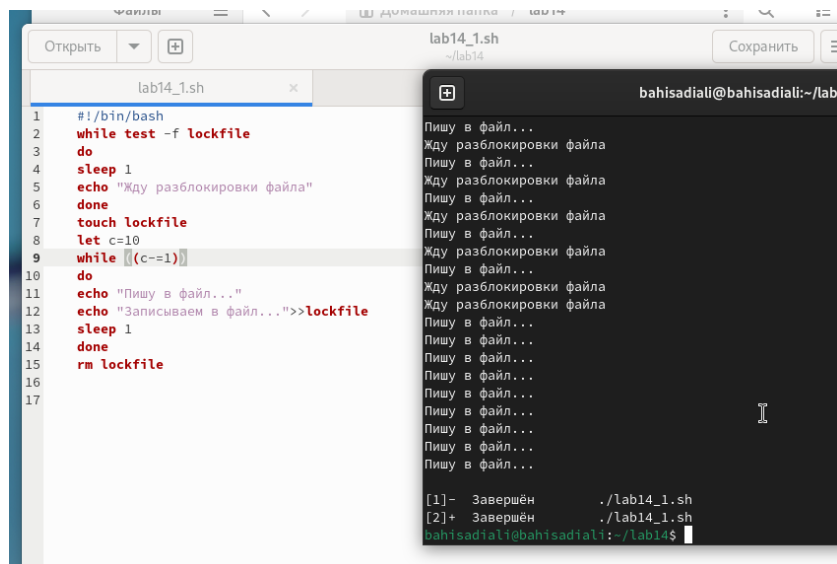 Файлы
Домашняя папка / lab14
Открыть
lab14_1.sh
~/lab14
Сохранить
lab14_1.sh ×
1 #!/bin/bash
2 while test -f lockfile
3 do
4 sleep 1
5 echo "Жду разблокировки файла"
6 done
7 touch lockfile
8 let c=10
9 while ((c-=1))
10 do
11 echo "Пишу в файл..."
12 echo "Записываем в файл...">>lockfile
13 sleep 1
14 done
15 rm lockfile
16
17
bahisadiali@bahisadiali:~/lab
Пишу в файл...
Жду разблокировки файла
Пишу в файл...
Жду разблокировки файла
Пишу в файл...
Жду разблокировки файла
Пишу в файл...
Жду разблокировки файла
Пишу в файл...
Жду разблокировки файла
Жду разблокировки файла
Пишу в файл...
Пишу в файл...
Пишу в файл...
Пишу в файл...
Пишу в файл...
Пишу в файл...
Пишу в файл...
Пишу в файл...
Пишу в файл...
[1]- Завершён ./lab14_1.sh
[2]+ Завершён ./lab14_1.sh
bahisadiali@bahisadiali:~/lab14$